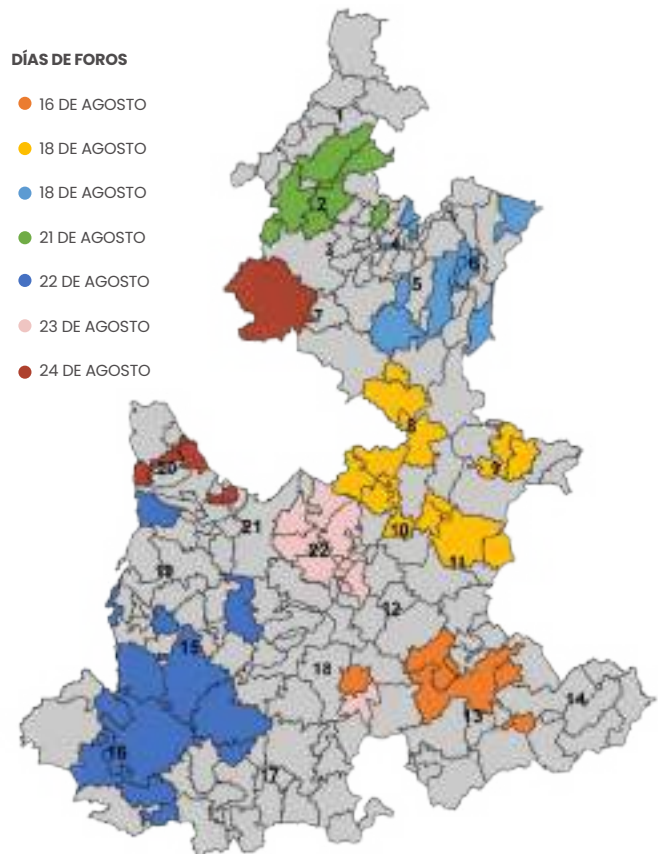 DÍAS DE FOROS
16 DE AGOSTO
18 DE AGOSTO
18 DE AGOSTO
21 DE AGOSTO
22 DE AGOSTO
23 DE AGOSTO
24 DE AGOSTO
1
2
3
4
5
6
7
8
9
10
11
12
13
14
15
16
17
18
19
20
21
22